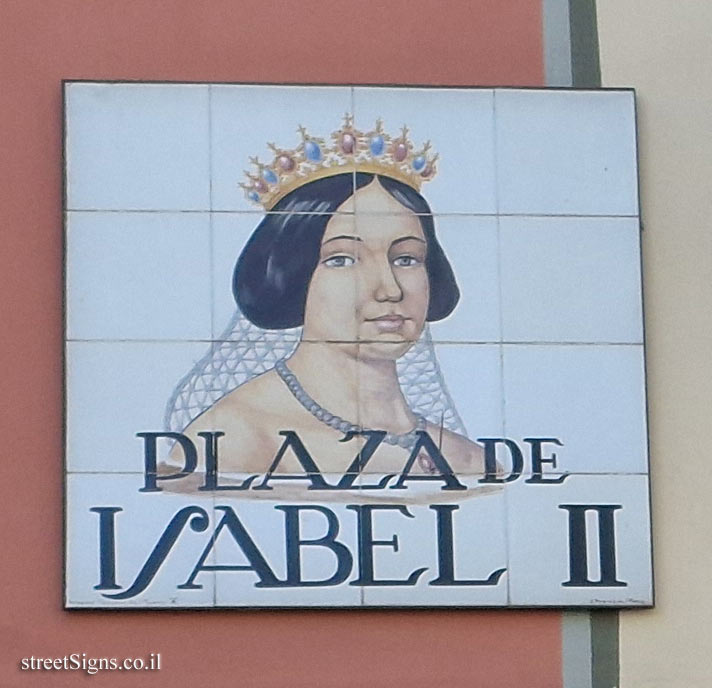 PLAZA DE
ISABEL II
streetSigns.co.il